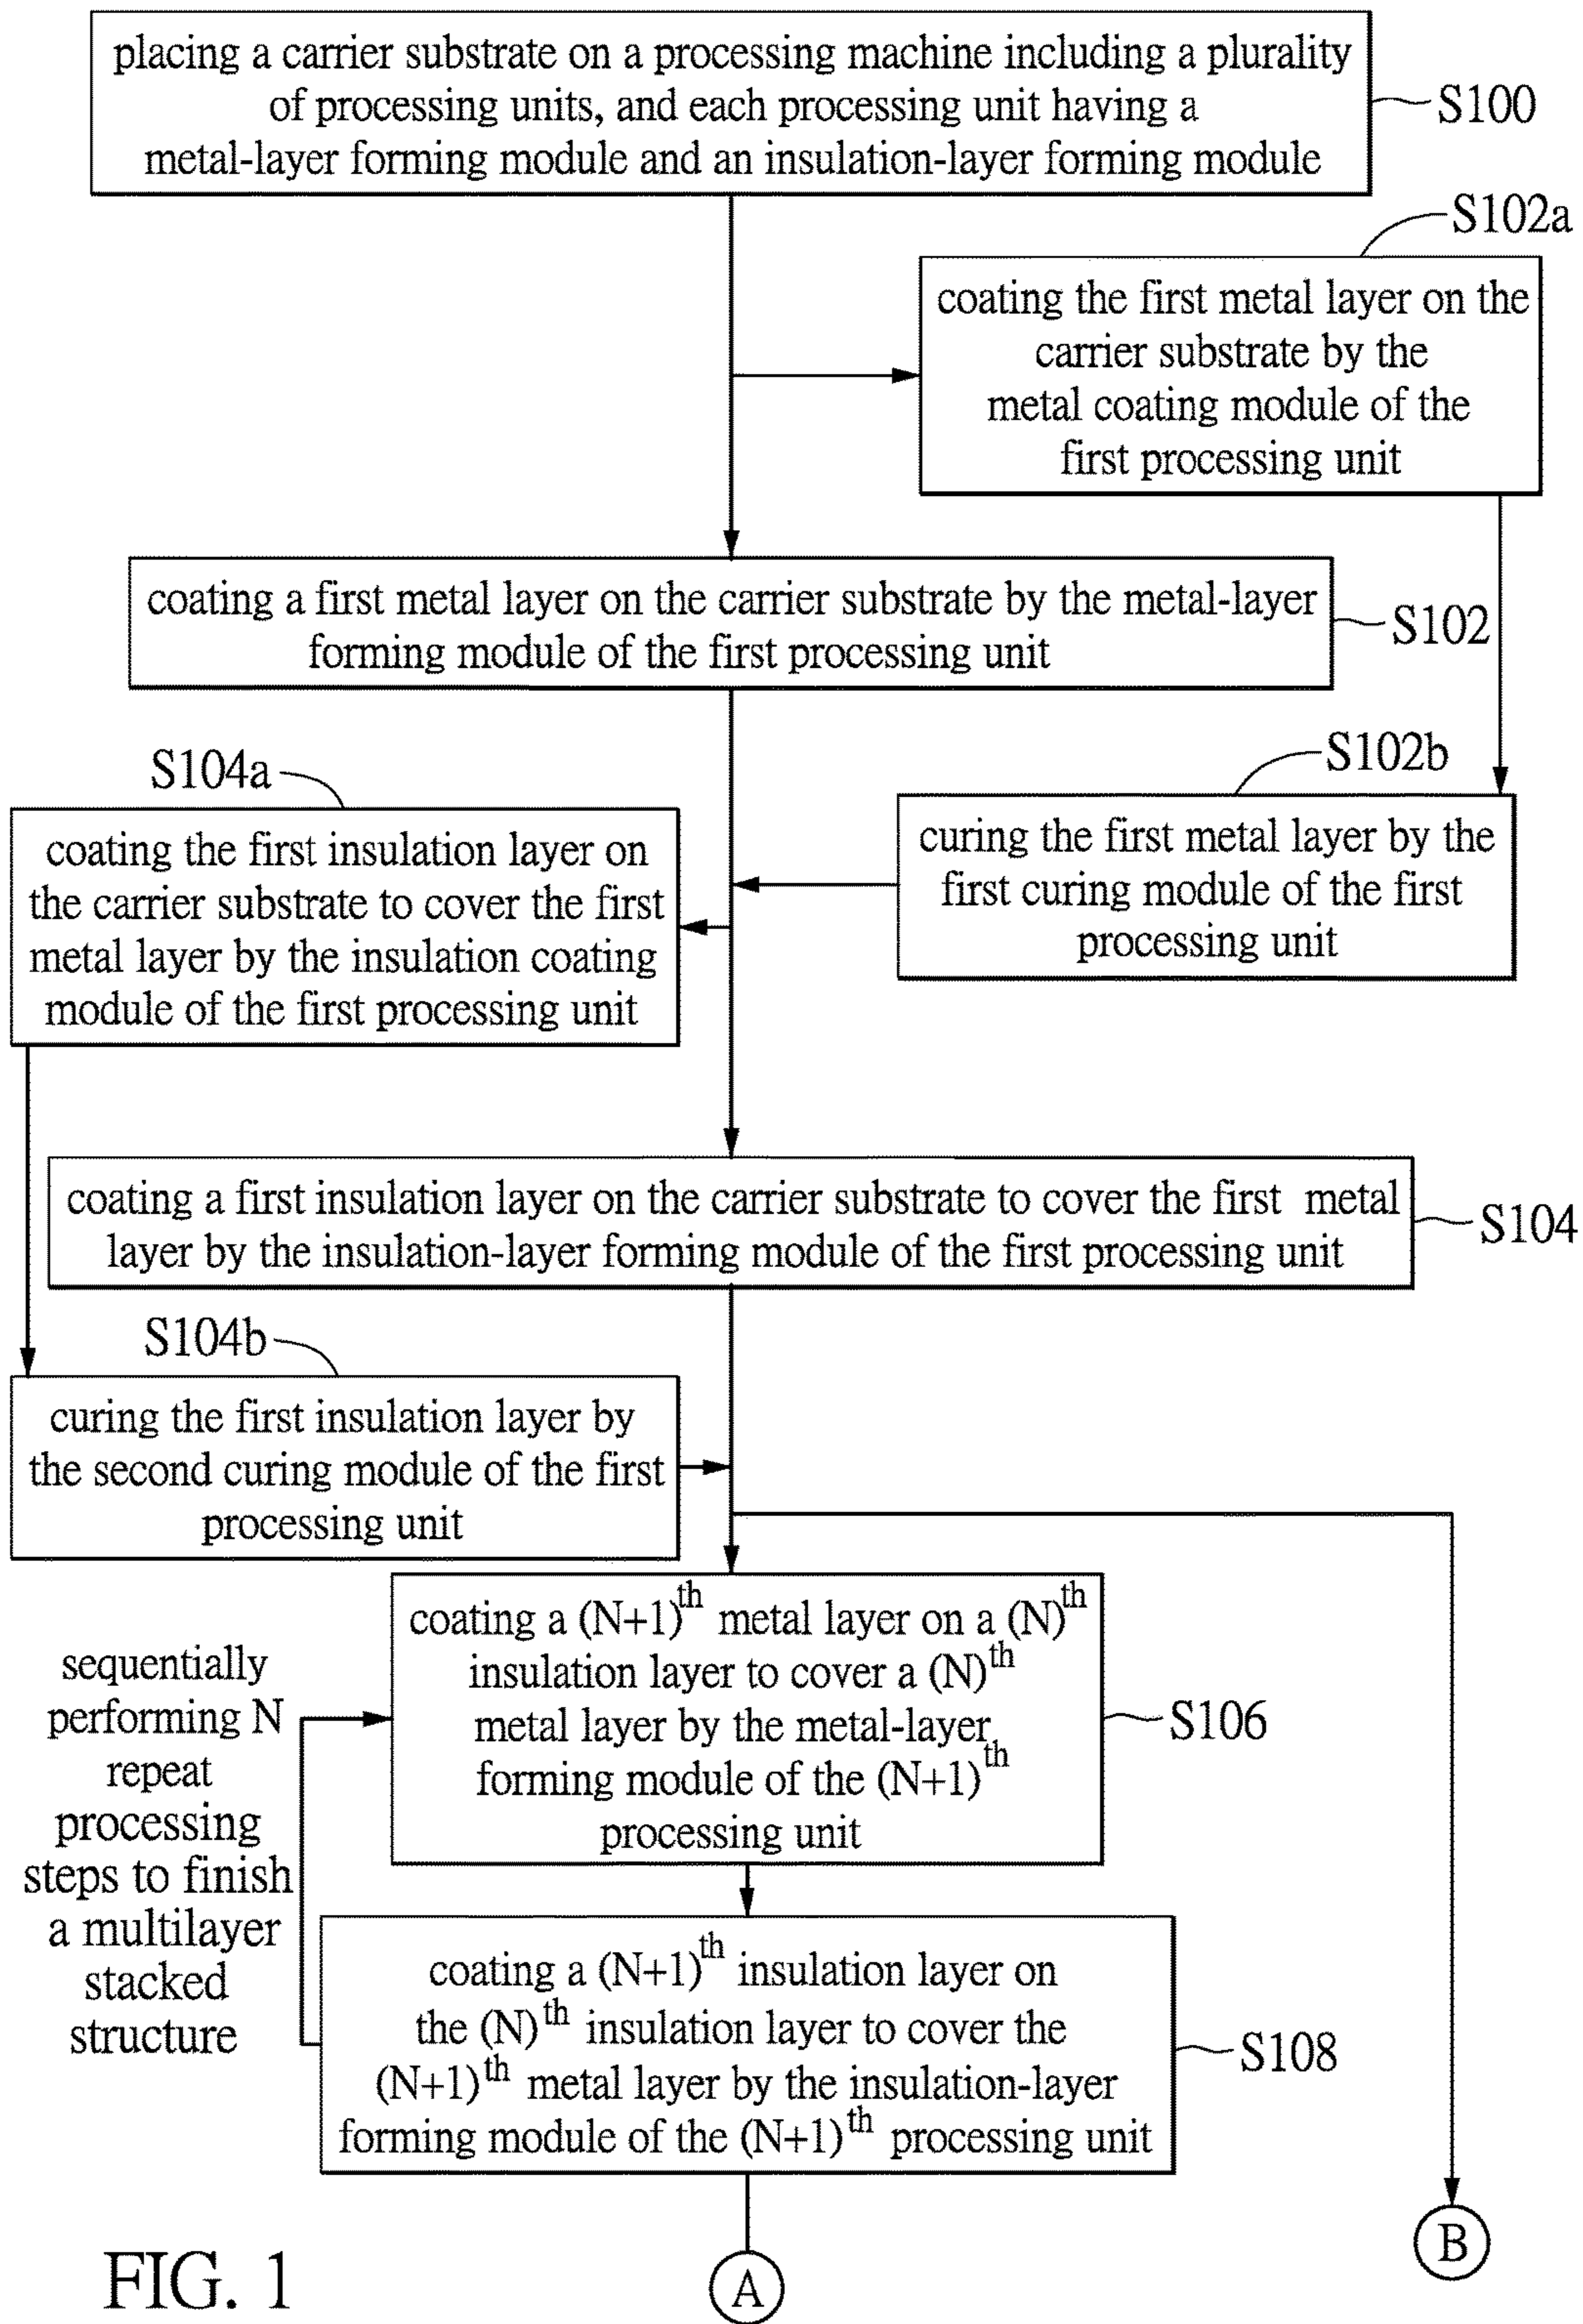 placing a carrier substrate on a processing machine including a plurality
of processing units, and each processing unit having a
metal-layer forming module and an insulation-layer forming module
S100
S102a
coating the first metal layer on the
carrier substrate by the
metal coating module of the
first processing unit
coating a first metal layer on the carrier substrate by the metal-layer
forming module of the first processing unit
S102
S104a
coating the first insulation layer on
the carrier substrate to cover the first
metal layer by the insulation coating
module of the first processing unit
S102b
curing the first metal layer by the
first curing module of the first
processing unit
coating a first insulation layer on the carrier substrate to cover the first metal
layer by the insulation-layer forming module of the first processing unit
S104
S104b
curing the first insulation layer by
the second curing module of the first
processing unit
coating a (N+1)th metal layer on a (N)th
insulation layer to cover a (N)th
metal layer by the metal-layer
forming module of the (N+1)th
processing unit
S106
sequentially
performing N
repeat
processing
steps to finish
a multilayer
stacked
structure
coating a (N+1)th insulation layer on
the (N)th insulation layer to cover the
(N+1)th metal layer by the insulation-layer
forming module of the (N+1)th processing unit
S108
B
A
FIG. 1